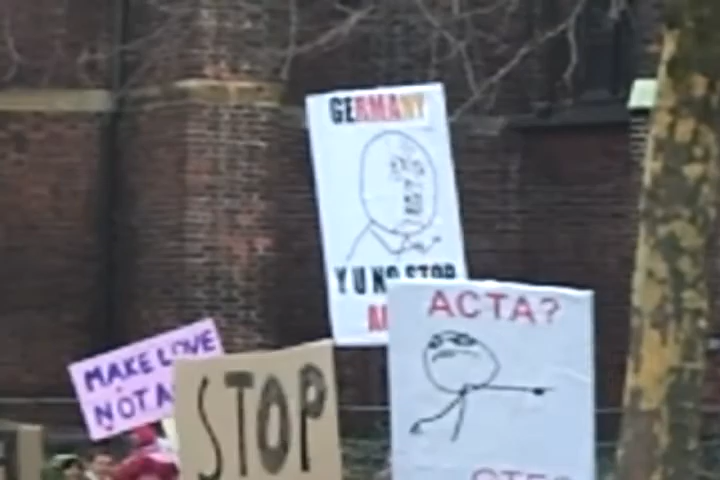 GERMANY
Y U NO STOP
ACTA?
MAKE LOVE
NOT A
STOP